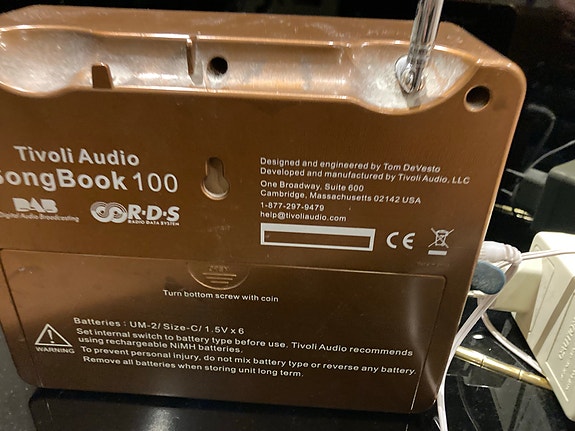 Tivoli Audio
SongBook 100
DAB
Digital Audio Broadcasting
R·D·S
RADIO DATA SYSTEM
Designed and engineered by Tom DeVesto
Developed and manufactured by Tivoli Audio, LLC
One Broadway, Suite 600
Cambridge, Massachusetts 02142 USA
1-877-297-9479
help@tivoliaudio.com
CE
Turn bottom screw with coin
Batteries : UM-2/ Size-C/ 1.5V x 6
Set internal switch to battery type before use. Tivoli Audio recommends
using rechargeable NiMH batteries.
To prevent personal injury, do not mix battery type or reverse any battery.
Remove all batteries when storing unit long term.
WARNING